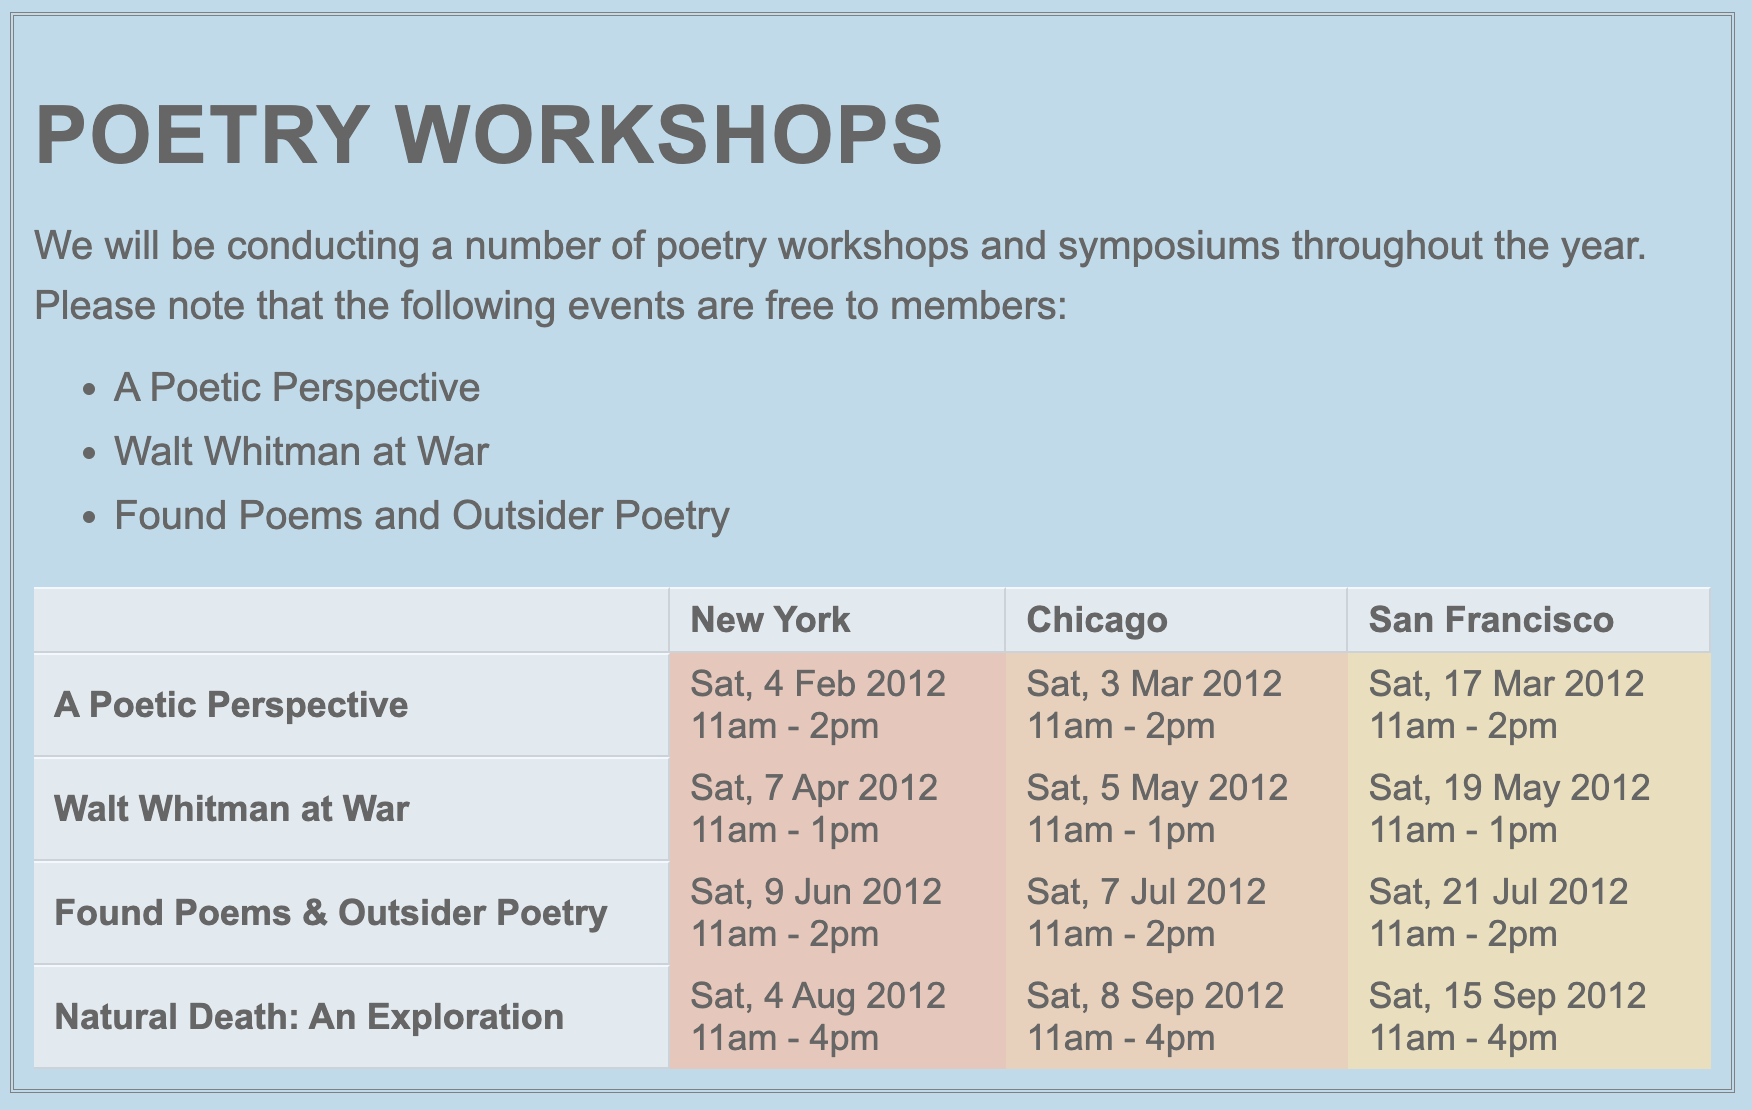 POETRY WORKSHOPS
We will be conducting a number of poetry workshops and symposiums throughout the year.
Please note that the following events are free to members:
• A Poetic Perspective
• Walt Whitman at War
• Found Poems and Outsider Poetry
New York Chicago San Francisco
A Poetic Perspective
Sat, 4 Feb 2012
11am - 2pm
Sat, 3 Mar 2012
11am - 2pm
Sat, 17 Mar 2012
11am - 2pm
Walt Whitman at War
Sat, 7 Apr 2012
11am - 1pm
Sat, 5 May 2012
11am - 1pm
Sat, 19 May 2012
11am - 1pm
Found Poems & Outsider Poetry
Sat, 9 Jun 2012
11am - 2pm
Sat, 7 Jul 2012
11am - 2pm
Sat, 21 Jul 2012
11am - 2pm
Natural Death: An Exploration
Sat, 4 Aug 2012
11am - 4pm
Sat, 8 Sep 2012
11am - 4pm
Sat, 15 Sep 2012
11am - 4pm